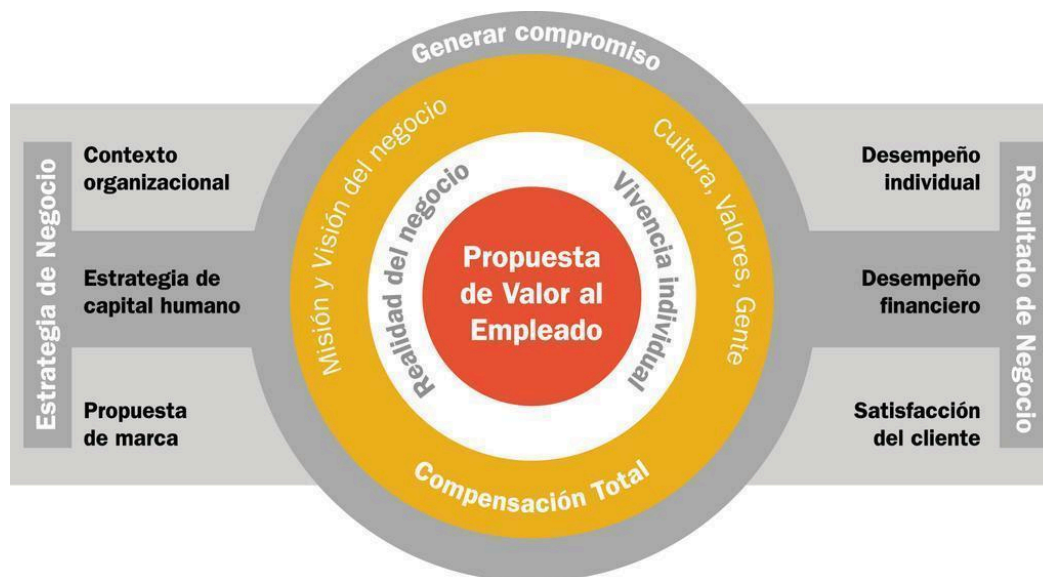 Generar compromiso
Misión y Visión del negocio
Cultura, Valores, Gente
Compensación Total
Realidad del negocio
Vivencia individual
Propuesta
de Valor al
Empleado
Estrategia de Negocio
Contexto
organizacional
Estrategia de
capital humano
Propuesta
de marca
Desempeño
individual
Desempeño
financiero
Satisfacción
del cliente
Resultado de Negocio